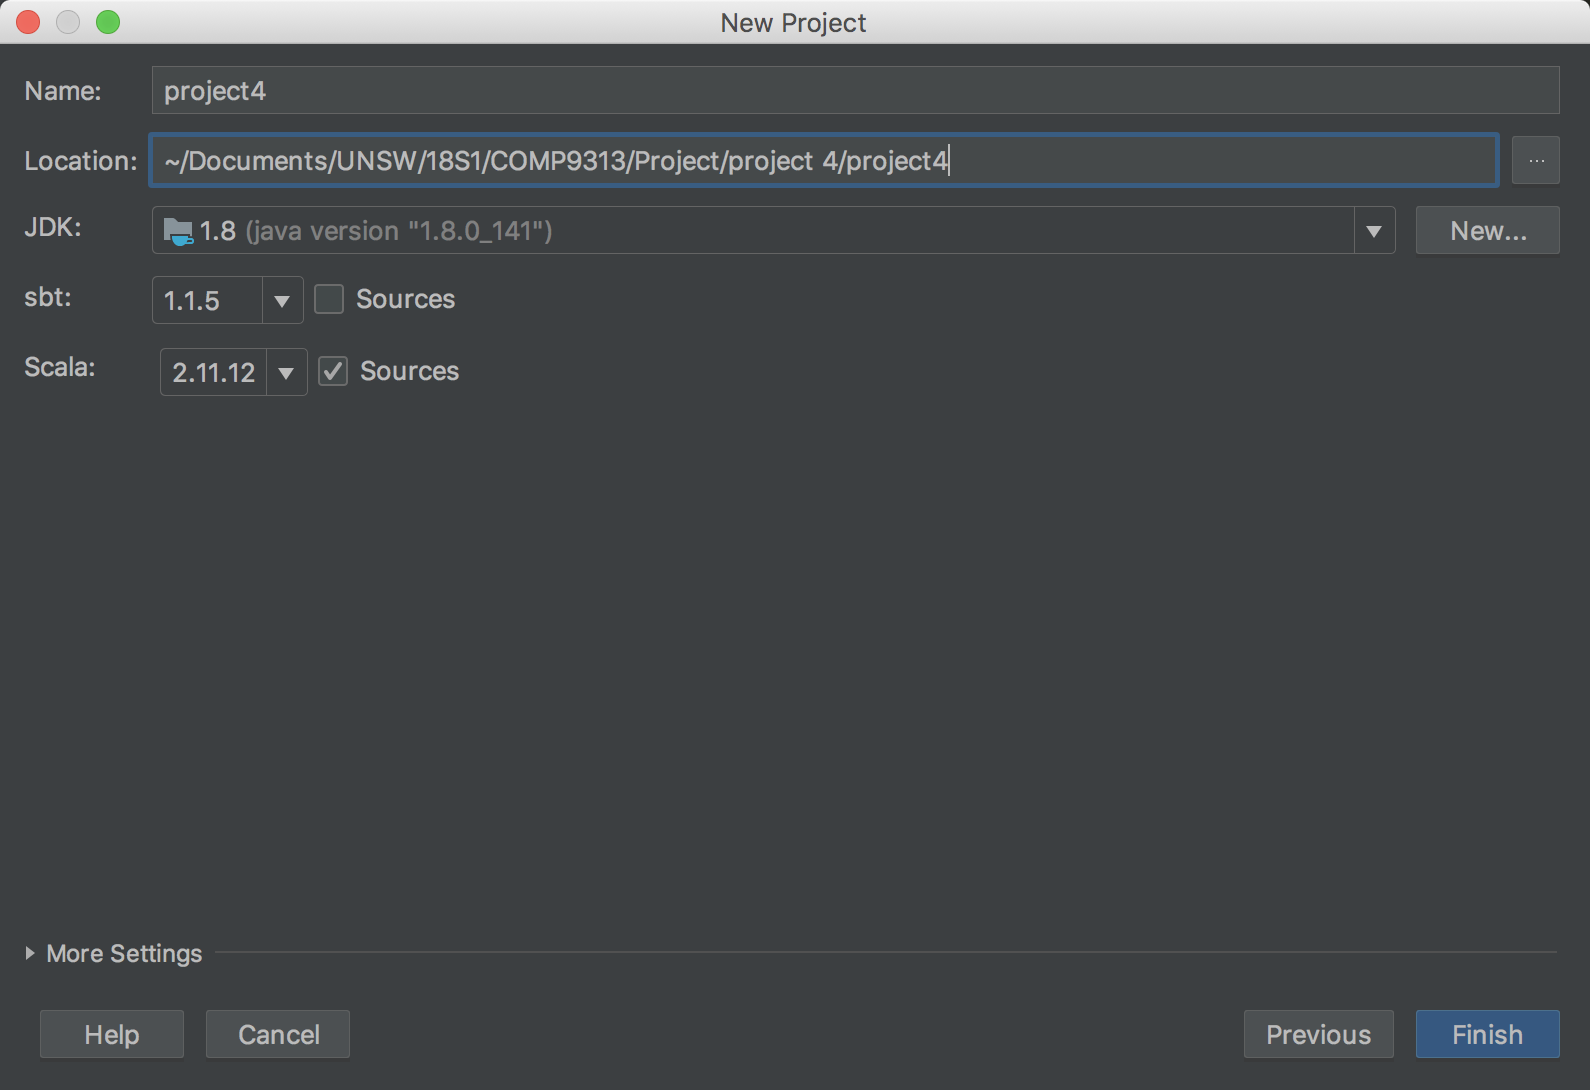 New Project
Name: project4
Location: ~/Documents/UNSW/18S1/COMP9313/Project/project 4/project4 ...
JDK: 1.8 (java version "1.8.0_141") New...
sbt: 1.1.5 Sources
Scala: 2.11.12 Sources
More Settings
Help Cancel Previous Finish